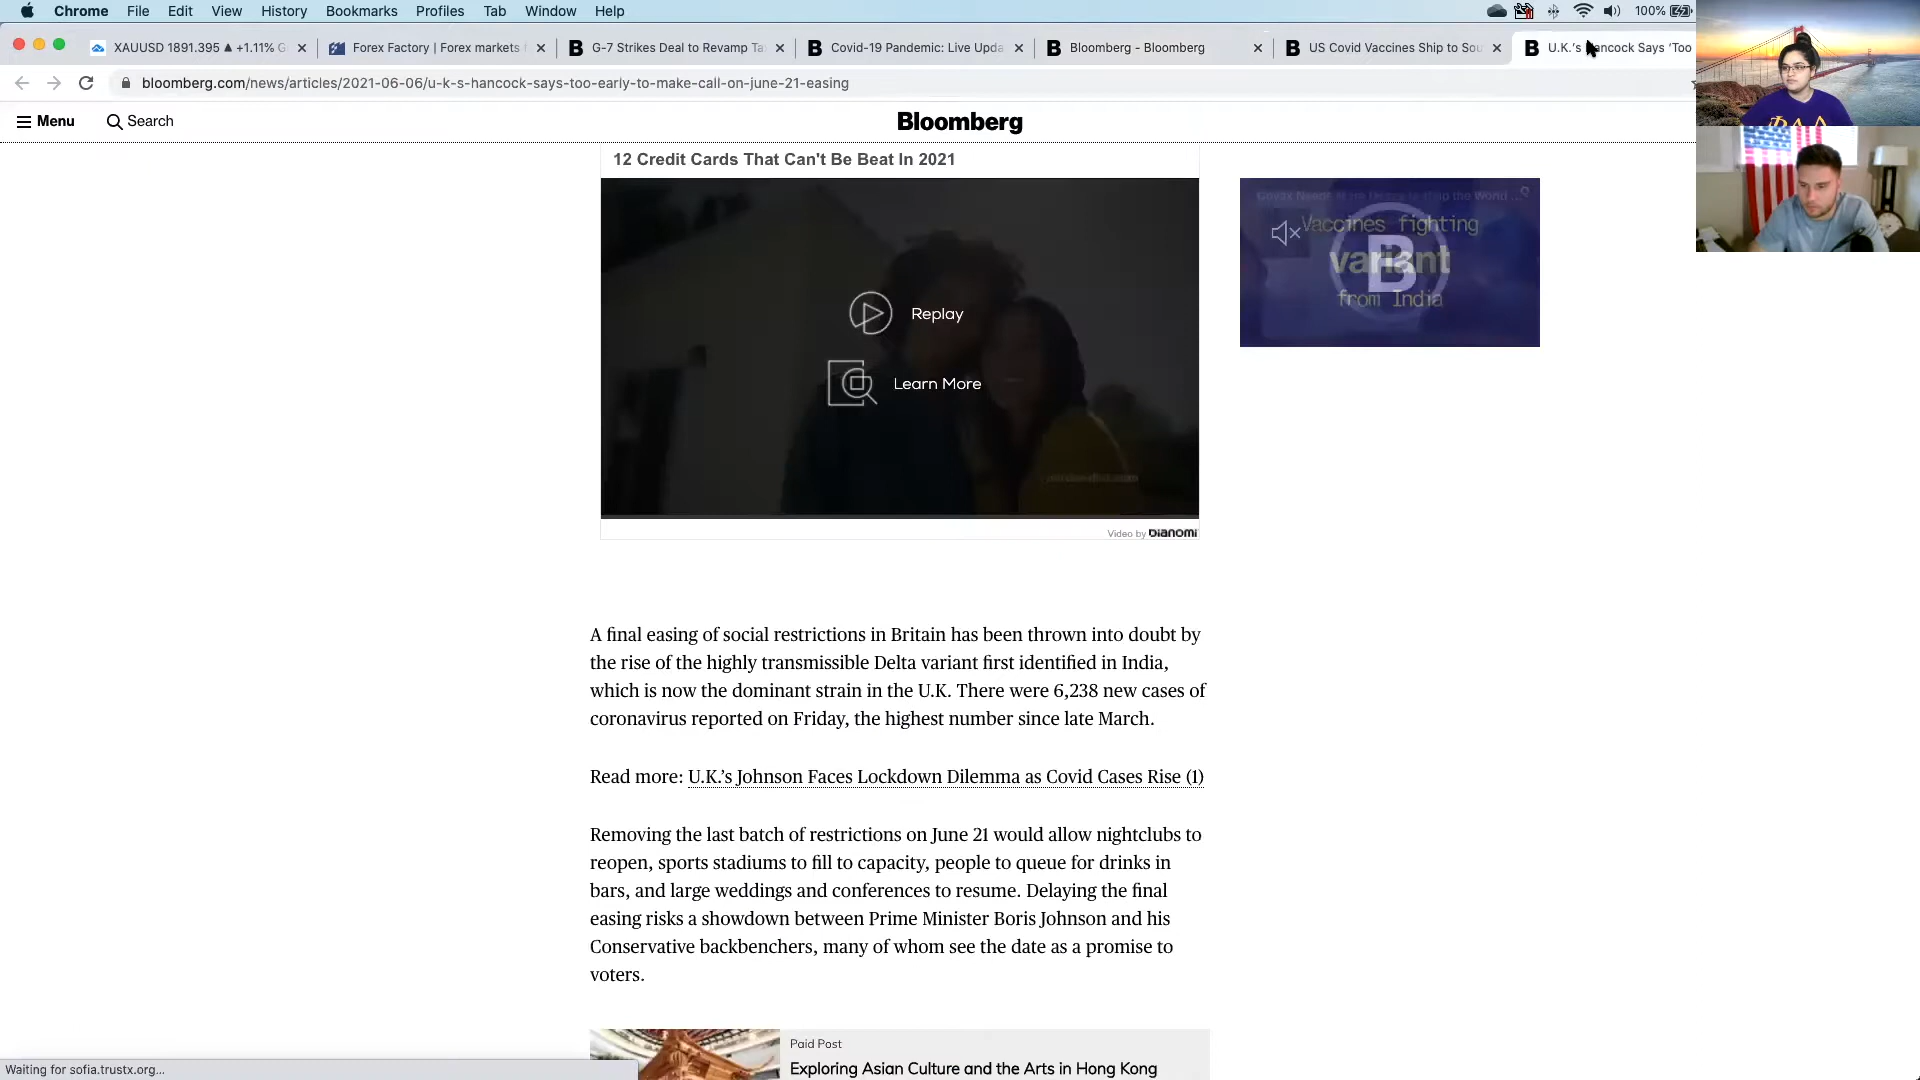 Chrome File Edit View History Bookmarks Profiles Tab Window Help 100%
XAUUSD 1891.395 ▲ +1.11% G
Forex Factory | Forex markets
G-7 Strikes Deal to Revamp Ta
Covid-19 Pandemic: Live Upda
Bloomberg - Bloomberg
US Covid Vaccines Ship to Sou
U.K.'s Hancock Says 'Too
bloomberg.com/news/articles/2021-06-06/u-k-s-hancock-says-too-early-to-make-call-on-june-21-easing
Menu Search Bloomberg
12 Credit Cards That Can't Be Beat In 2021
Vaccines fighting
variant
from India
B
Replay
Learn More
Video by DIANOMI
A final easing of social restrictions in Britain has been thrown into doubt by
the rise of the highly transmissible Delta variant first identified in India,
which is now the dominant strain in the U.K. There were 6,238 new cases of
coronavirus reported on Friday, the highest number since late March.
Read more: U.K.'s Johnson Faces Lockdown Dilemma as Covid Cases Rise (1)
Removing the last batch of restrictions on June 21 would allow nightclubs to
reopen, sports stadiums to fill to capacity, people to queue for drinks in
bars, and large weddings and conferences to resume. Delaying the final
easing risks a showdown between Prime Minister Boris Johnson and his
Conservative backbenchers, many of whom see the date as a promise to
voters.
Paid Post
Exploring Asian Culture and the Arts in Hong Kong
Waiting for sofia.trustx.org...